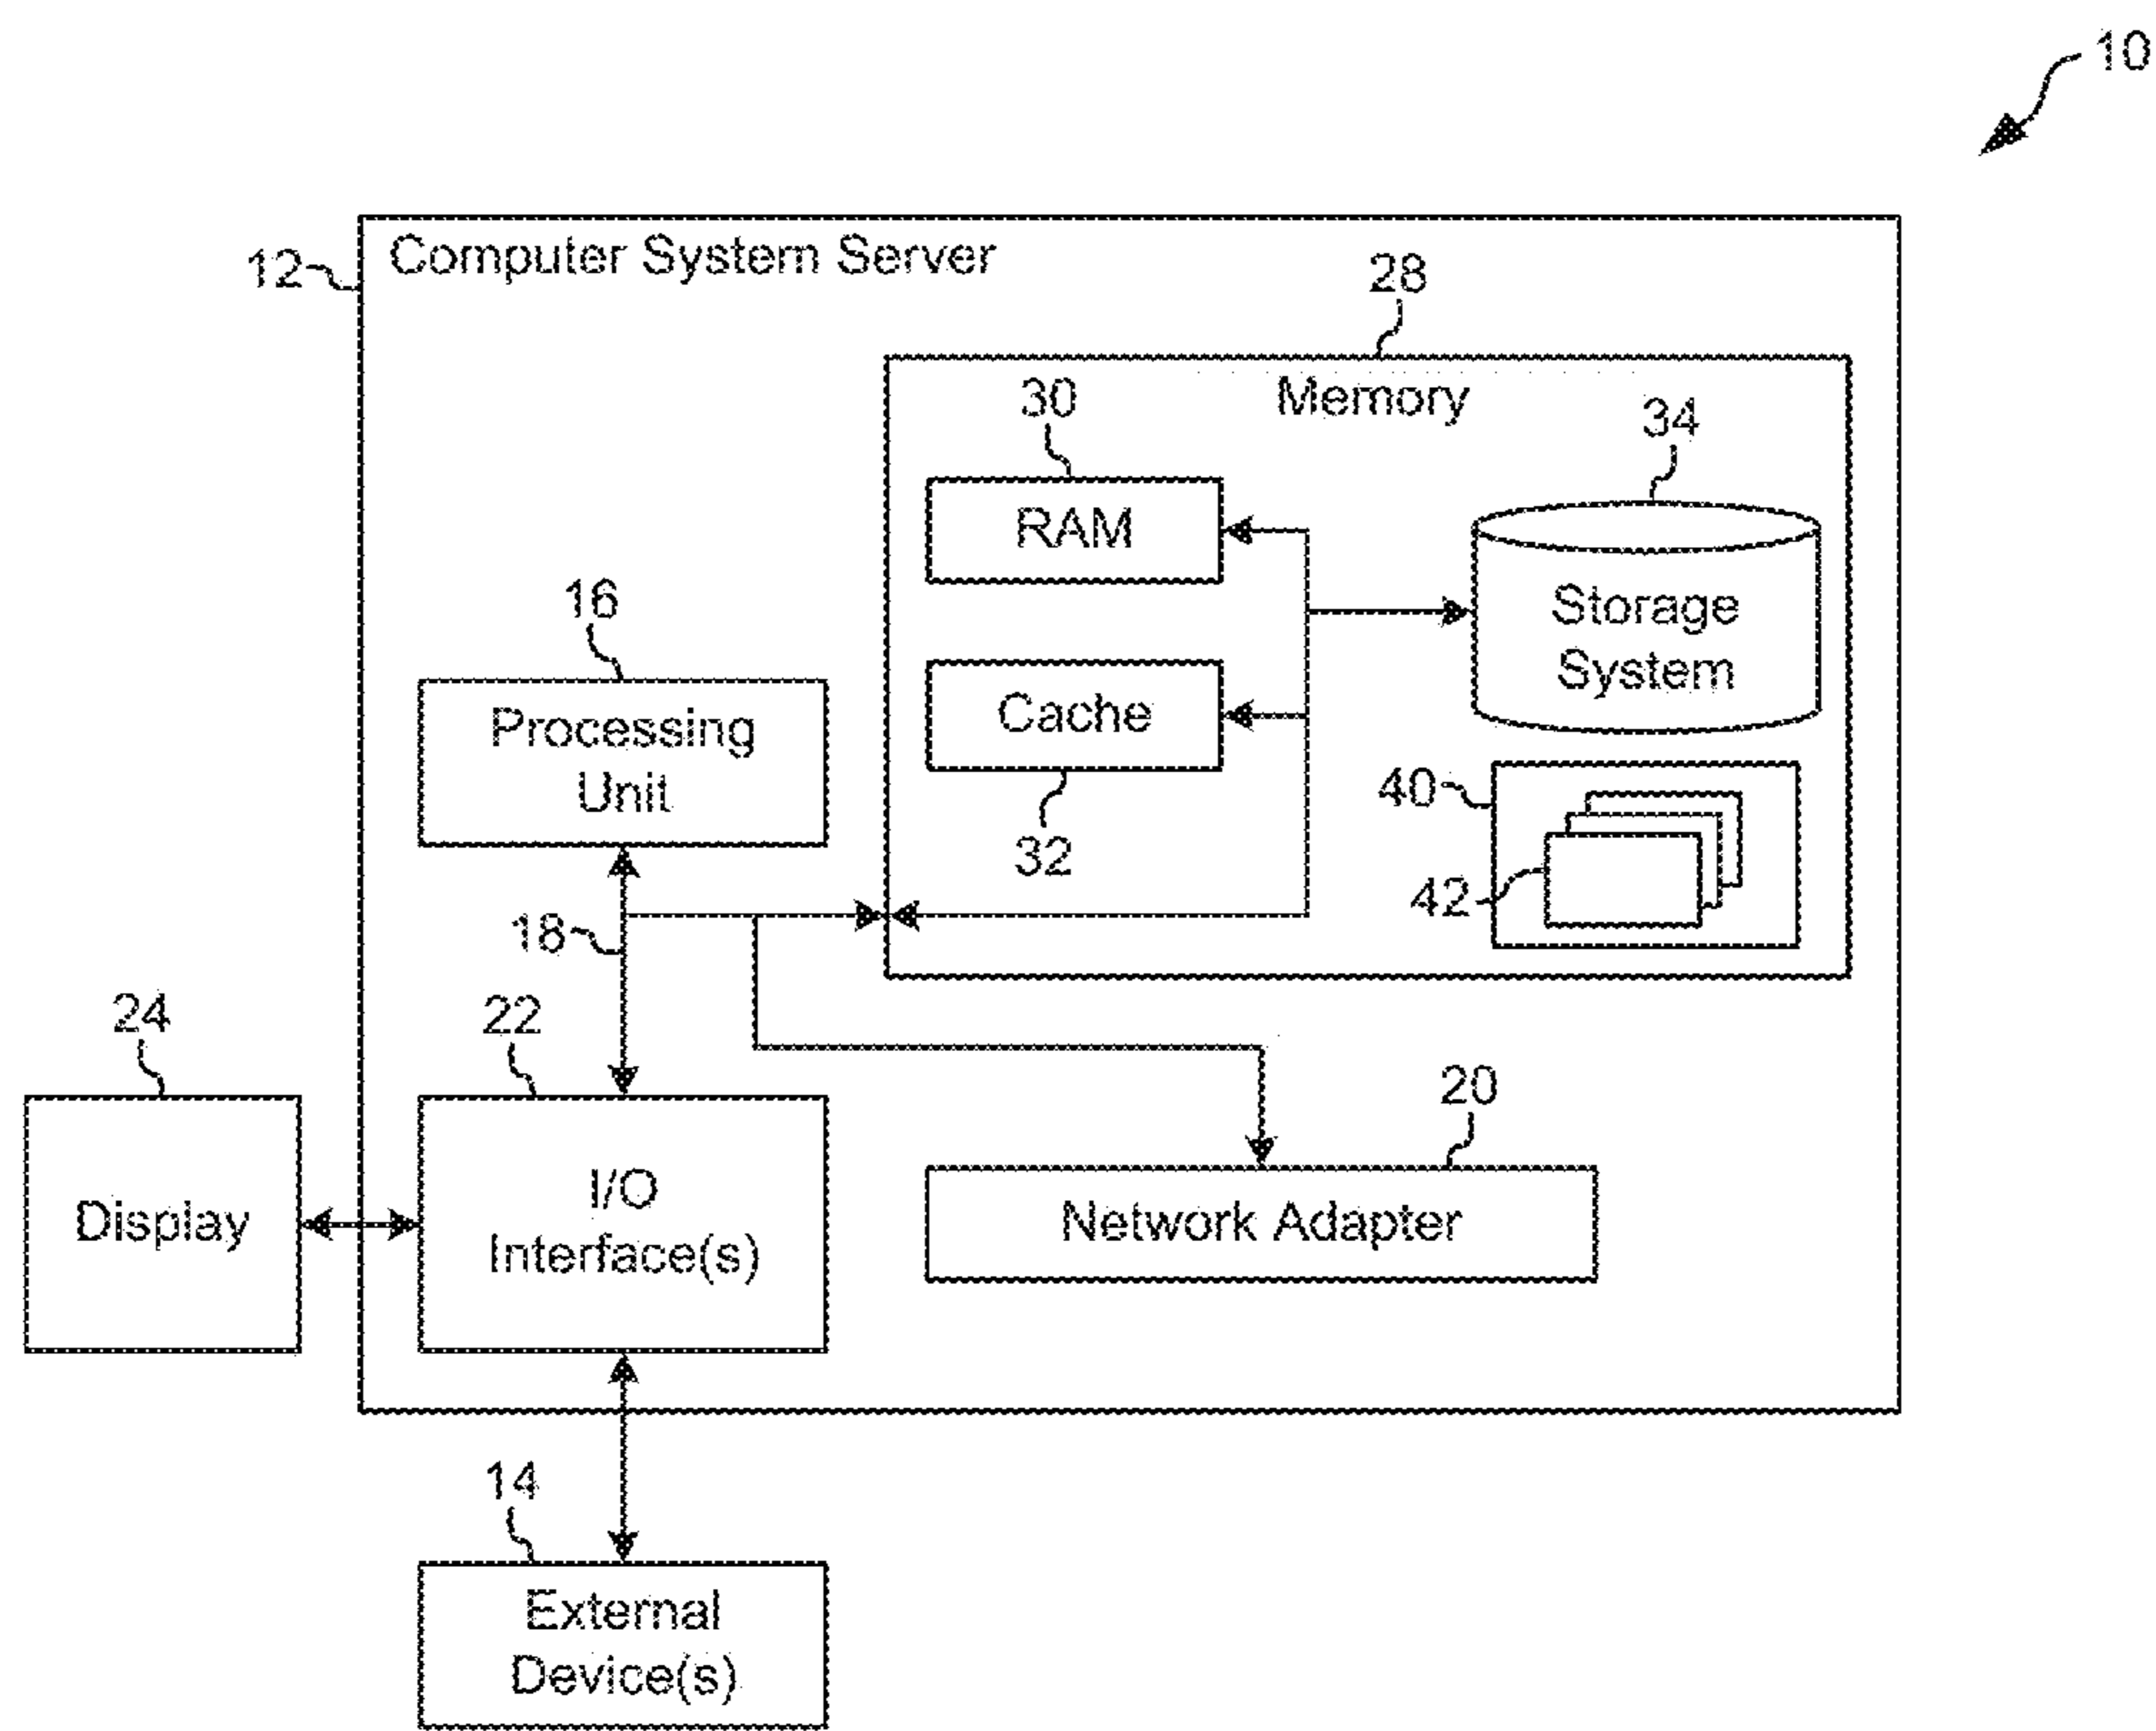 10
12
Computer System Server
28
Memory
30
34
RAM
Storage
System
16
Processing
Unit
Cache
32
40
42
18
24
22
20
Display
I/O
Interface(s)
Network Adapter
14
External
Device(s)